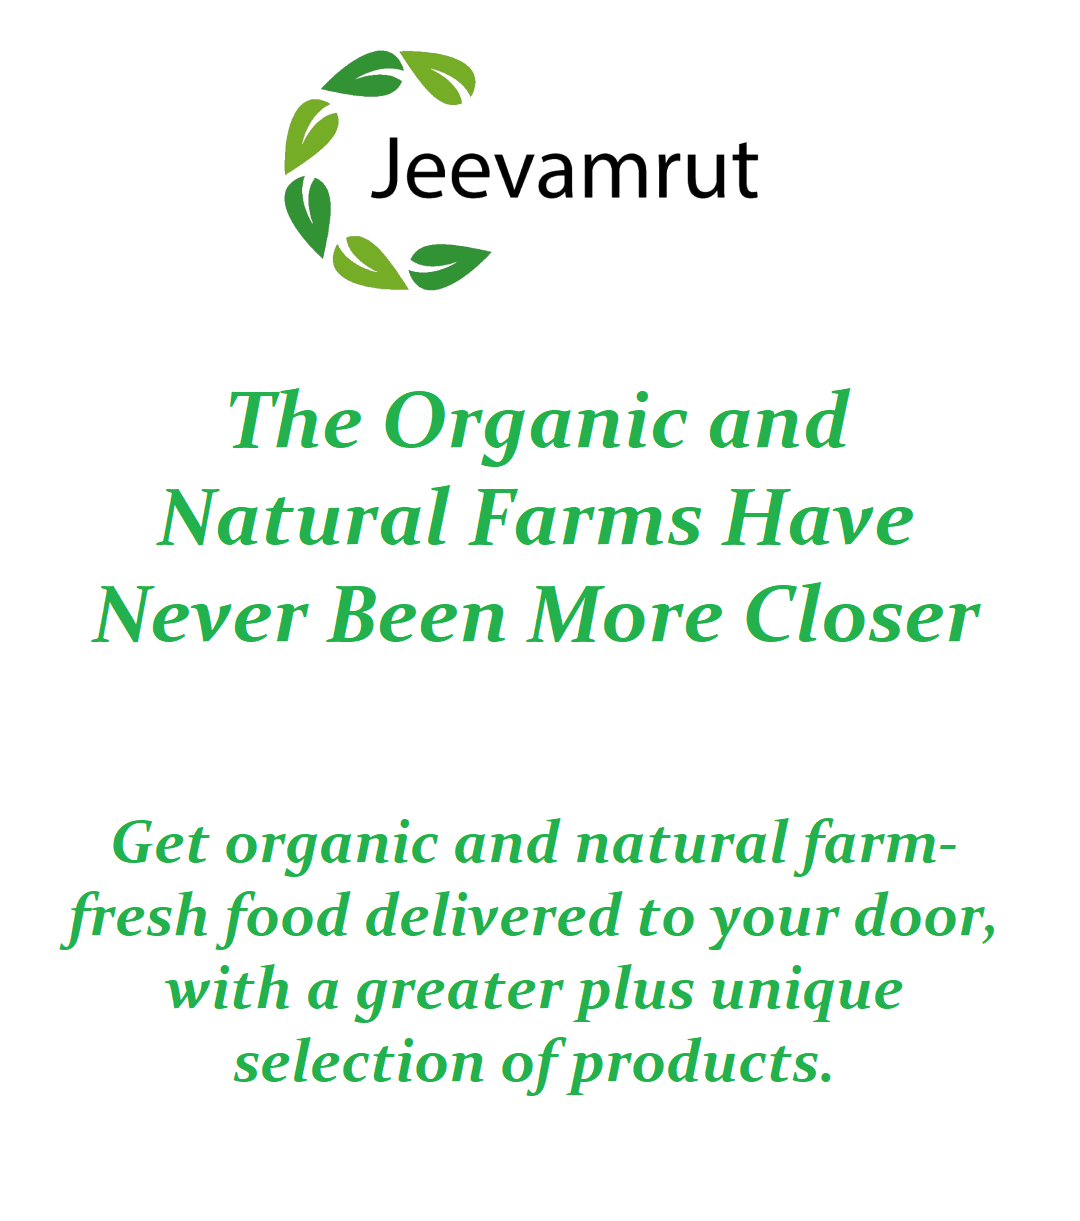 Jeevamrut
The Organic and
Natural Farms Have
Never Been More Closer
Get organic and natural farm-
fresh food delivered to your door,
with a greater plus unique
selection of products.